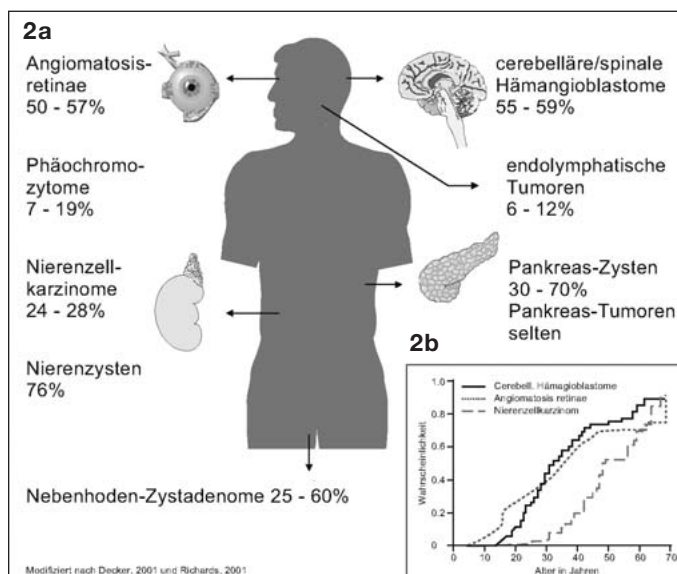 2a
Angiomatosis-
retinae
50 - 57%
cerebelläre/spinale
Hämangioblastome
55 - 59%
Phäochromo-
zytome
7 - 19%
endolymphatische
Tumoren
6 - 12%
Nierenzell-
karzinome
24 - 28%
Pankreas-Zysten
30 - 70%
Pankreas-Tumoren
selten
Nierenzysten
76%
Nebenhoden-Zystadenome 25 - 60%
Modifiziert nach Decker, 2001 und Richards, 2001
2b
Cerebell. Hämagioblastome
Angiomatosis retinae
Nierenzellkarzinom
Wahrscheinlichkeit
1.0
0.8
0.6
0.4
0.2
0
0 10 20 30 40 50 60 70
Alter in Jahren